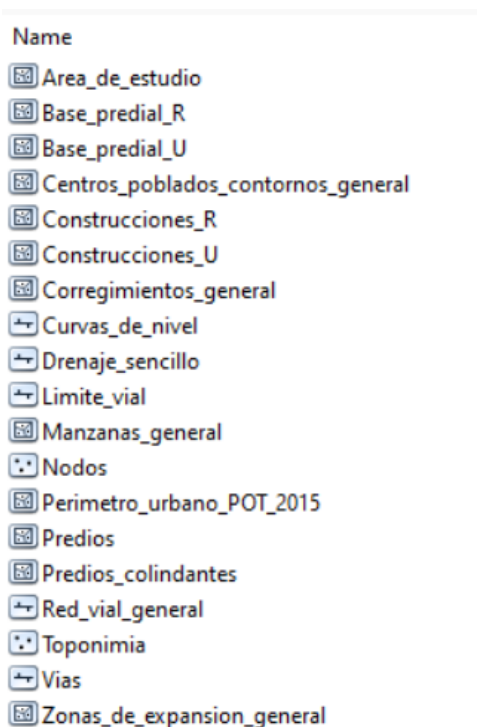 Name
Area_de_estudio
Base_predial_R
Base_predial_U
Centros_poblados_contornos_general
Construcciones_R
Construcciones_U
Corregimientos_general
Curvas_de_nivel
Drenaje_sencillo
Limite_vial
Manzanas_general
Nodos
Perimetro_urbano_POT_2015
Predios
Predios_colindantes
Red_vial_general
Toponimia
Vias
Zonas_de_expansion_general